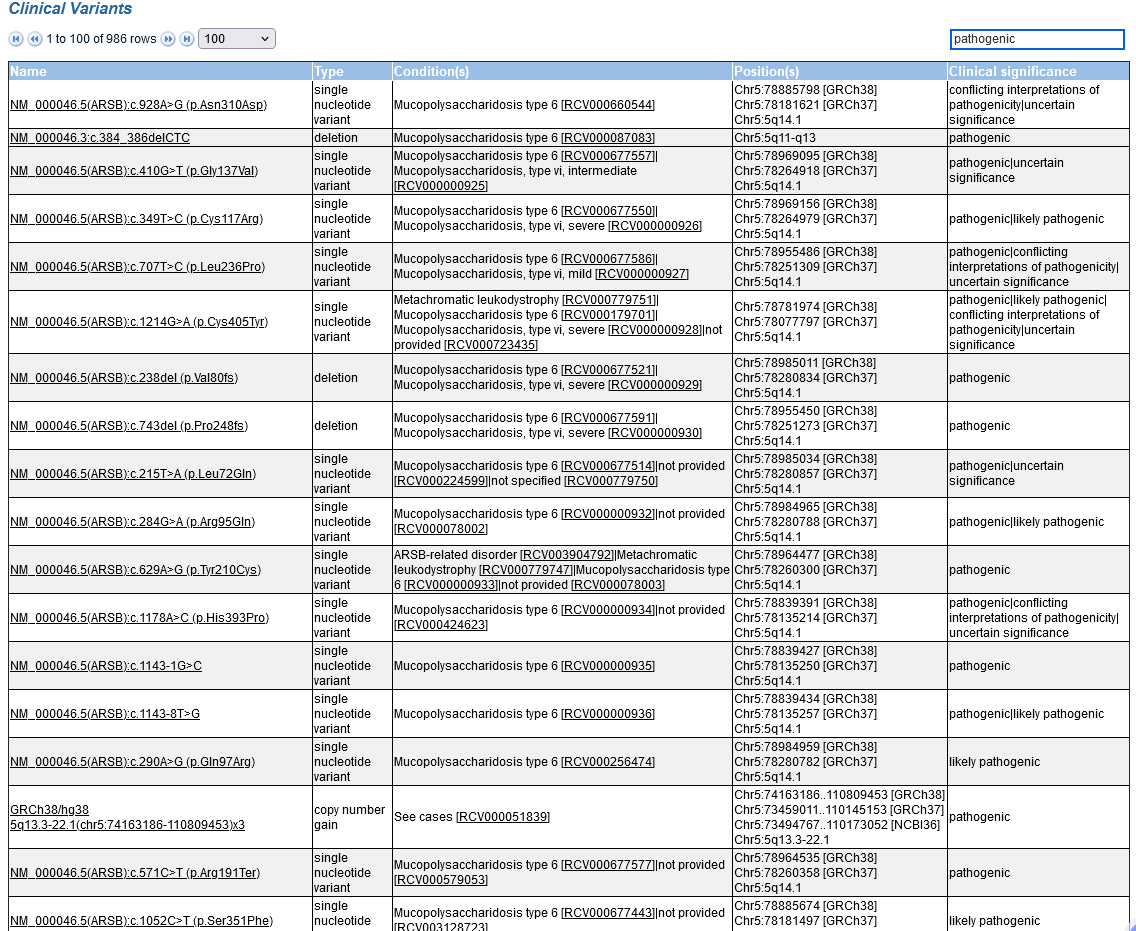 Clinical Variants
1 to 100 of 986 rows 100 pathogenic
Name Type Condition(s) Position(s) Clinical significance
NM_000046.5(ARSB):c.928A>G (p.Asn310Asp)
single
nucleotide
variant
Mucopolysaccharidosis type 6 [RCV000660544]
Chr5:78885798 [GRCh38]
Chr5:78181621 [GRCh37]
Chr5:5q14.1
conflicting interpretations of
pathogenicity|uncertain
significance
NM_000046.3:c.384_386delCTC
deletion
Mucopolysaccharidosis type 6 [RCV000087083]
Chr5:5q11-q13
pathogenic
NM_000046.5(ARSB):c.410G>T (p.Gly137Val)
single
nucleotide
variant
Mucopolysaccharidosis type 6 [RCV000677557]|
Mucopolysaccharidosis, type vi, intermediate
[RCV000000925]
Chr5:78969095 [GRCh38]
Chr5:78264918 [GRCh37]
Chr5:5q14.1
pathogenic|uncertain
significance
NM_000046.5(ARSB):c.349T>C (p.Cys117Arg)
single
nucleotide
variant
Mucopolysaccharidosis type 6 [RCV000677550]|
Mucopolysaccharidosis, type vi, severe [RCV000000926]
Chr5:78969156 [GRCh38]
Chr5:78264979 [GRCh37]
Chr5:5q14.1
pathogenic|likely pathogenic
NM_000046.5(ARSB):c.707T>C (p.Leu236Pro)
single
nucleotide
variant
Mucopolysaccharidosis type 6 [RCV000677586]|
Mucopolysaccharidosis, type vi, mild [RCV000000927]
Chr5:78955486 [GRCh38]
Chr5:78251309 [GRCh37]
Chr5:5q14.1
pathogenic|conflicting
interpretations of pathogenicity|
uncertain significance
NM_000046.5(ARSB):c.1214G>A (p.Cys405Tyr)
single
nucleotide
variant
Metachromatic leukodystrophy [RCV000779751]|
Mucopolysaccharidosis type 6 [RCV000179701]|
Mucopolysaccharidosis, type vi, severe [RCV000000928]|not
provided [RCV000723435]
Chr5:78781974 [GRCh38]
Chr5:78077797 [GRCh37]
Chr5:5q14.1
pathogenic|likely pathogenic|
conflicting interpretations of
pathogenicity|uncertain
significance
NM_000046.5(ARSB):c.238del (p.Val80fs)
deletion
Mucopolysaccharidosis type 6 [RCV000677521]|
Mucopolysaccharidosis, type vi, severe [RCV000000929]
Chr5:78985011 [GRCh38]
Chr5:78280834 [GRCh37]
Chr5:5q14.1
pathogenic
NM_000046.5(ARSB):c.743del (p.Pro248fs)
deletion
Mucopolysaccharidosis type 6 [RCV000677591]|
Mucopolysaccharidosis, type vi, severe [RCV000000930]
Chr5:78955450 [GRCh38]
Chr5:78251273 [GRCh37]
Chr5:5q14.1
pathogenic
NM_000046.5(ARSB):c.215T>A (p.Leu72Gln)
single
nucleotide
variant
Mucopolysaccharidosis type 6 [RCV000677514]|not provided
[RCV000224599]|not specified [RCV000779750]
Chr5:78985034 [GRCh38]
Chr5:78280857 [GRCh37]
Chr5:5q14.1
pathogenic|uncertain
significance
NM_000046.5(ARSB):c.284G>A (p.Arg95Gln)
single
nucleotide
variant
Mucopolysaccharidosis type 6 [RCV000000932]|not provided
[RCV000078002]
Chr5:78984965 [GRCh38]
Chr5:78280788 [GRCh37]
Chr5:5q14.1
pathogenic|likely pathogenic
NM_000046.5(ARSB):c.629A>G (p.Tyr210Cys)
single
nucleotide
variant
ARSB-related disorder [RCV003904792]|Metachromatic
leukodystrophy [RCV000779747]|Mucopolysaccharidosis type
6 [RCV000000933]|not provided [RCV000078003]
Chr5:78964477 [GRCh38]
Chr5:78260300 [GRCh37]
Chr5:5q14.1
pathogenic
NM_000046.5(ARSB):c.1178A>C (p.His393Pro)
single
nucleotide
variant
Mucopolysaccharidosis type 6 [RCV000000934]|not provided
[RCV000424623]
Chr5:78839391 [GRCh38]
Chr5:78135214 [GRCh37]
Chr5:5q14.1
pathogenic|conflicting
interpretations of pathogenicity|
uncertain significance
NM_000046.5(ARSB):c.1143-1G>C
single
nucleotide
variant
Mucopolysaccharidosis type 6 [RCV000000935]
Chr5:78839427 [GRCh38]
Chr5:78135250 [GRCh37]
Chr5:5q14.1
pathogenic
NM_000046.5(ARSB):c.1143-8T>G
single
nucleotide
variant
Mucopolysaccharidosis type 6 [RCV000000936]
Chr5:78839434 [GRCh38]
Chr5:78135257 [GRCh37]
Chr5:5q14.1
pathogenic|likely pathogenic
NM_000046.5(ARSB):c.290A>G (p.Gln97Arg)
single
nucleotide
variant
Mucopolysaccharidosis type 6 [RCV000256474]
Chr5:78984959 [GRCh38]
Chr5:78280782 [GRCh37]
Chr5:5q14.1
likely pathogenic
GRCh38/hg38
5q13.3-22.1(chr5:74163186-110809453)x3
copy number
gain
See cases [RCV000051839]
Chr5:74163186..110809453 [GRCh38]
Chr5:73459011..110145153 [GRCh37]
Chr5:73494767..110173052 [NCBI36]
Chr5:5q13.3-22.1
pathogenic
NM_000046.5(ARSB):c.571C>T (p.Arg191Ter)
single
nucleotide
variant
Mucopolysaccharidosis type 6 [RCV000677577]|not provided
[RCV000579053]
Chr5:78964535 [GRCh38]
Chr5:78260358 [GRCh37]
Chr5:5q14.1
pathogenic
NM_000046.5(ARSB):c.1052C>T (p.Ser351Phe)
single
nucleotide
Mucopolysaccharidosis type 6 [RCV000677443]|not provided
[RCV003128723]
Chr5:78885674 [GRCh38]
Chr5:78181497 [GRCh37]
likely pathogenic